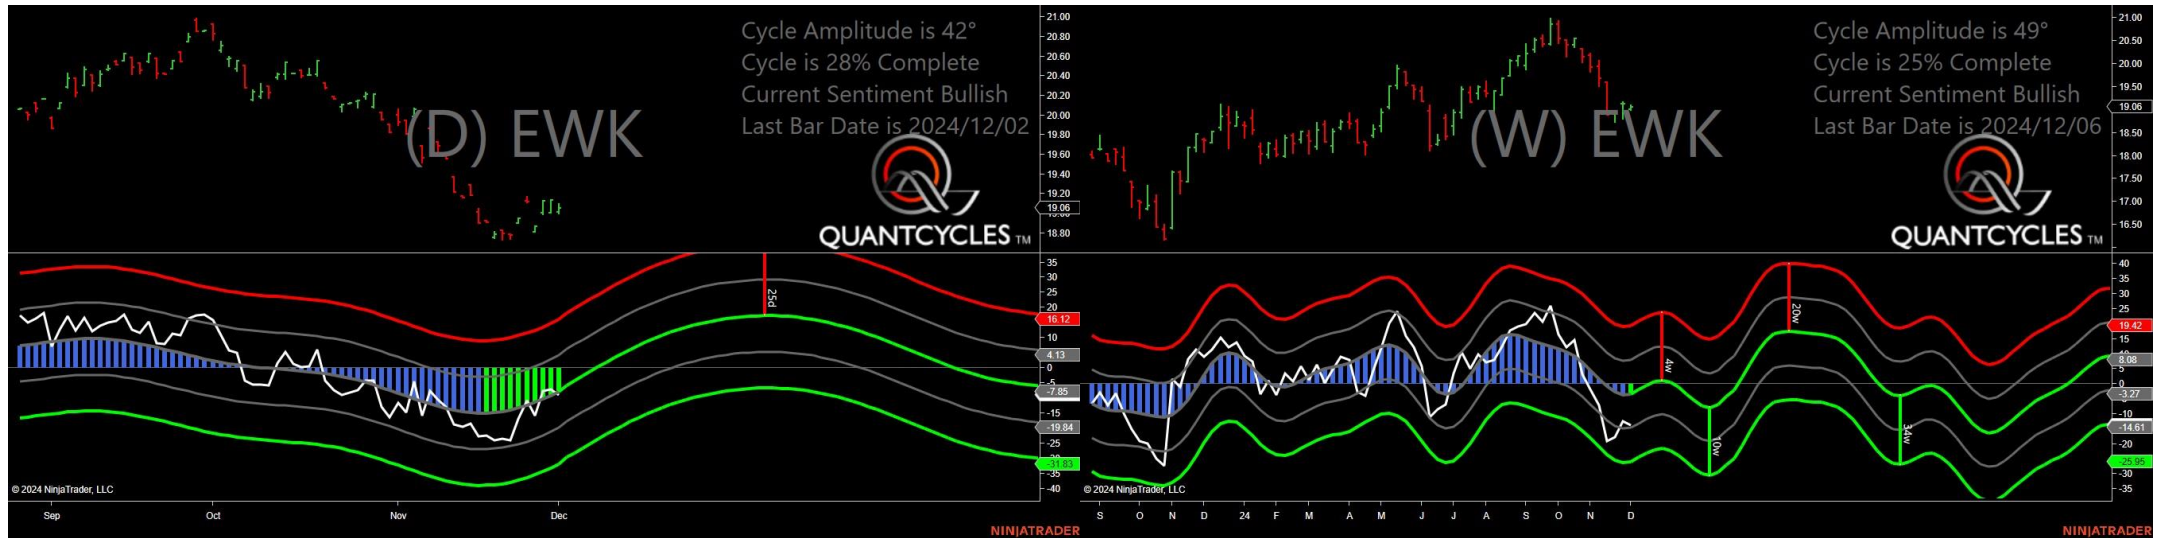 Cycle Amplitude is 42°
Cycle is 28% Complete
Current Sentiment Bullish
Last Bar Date is 2024/12/02
(D) EWK
QUANTCYCLES TM
21.00
20.80
20.60
20.40
20.20
20.00
19.80
19.60
19.40
19.20
19.06
18.80
35
30
25
20
16.12
10
4.13
0
-5
-7.85
-15
-19.84
-25
-31.83
-35
-40
25d
© 2024 NinjaTrader, LLC
Sep Oct Nov Dec
NINJATRADER
Cycle Amplitude is 49°
Cycle is 25% Complete
Current Sentiment Bullish
Last Bar Date is 2024/12/06
(W) EWK
QUANTCYCLES TM
21.00
20.50
20.00
19.50
19.06
18.50
18.00
17.50
17.00
16.50
40
35
30
25
19.42
15
8.08
5
0
-3.27
-10
-14.61
-20
-25.95
-30
-35
4w
10w
20w
34w
© 2024 NinjaTrader, LLC
S O N D 24 F M A M J J A S O N D
NINJATRADER